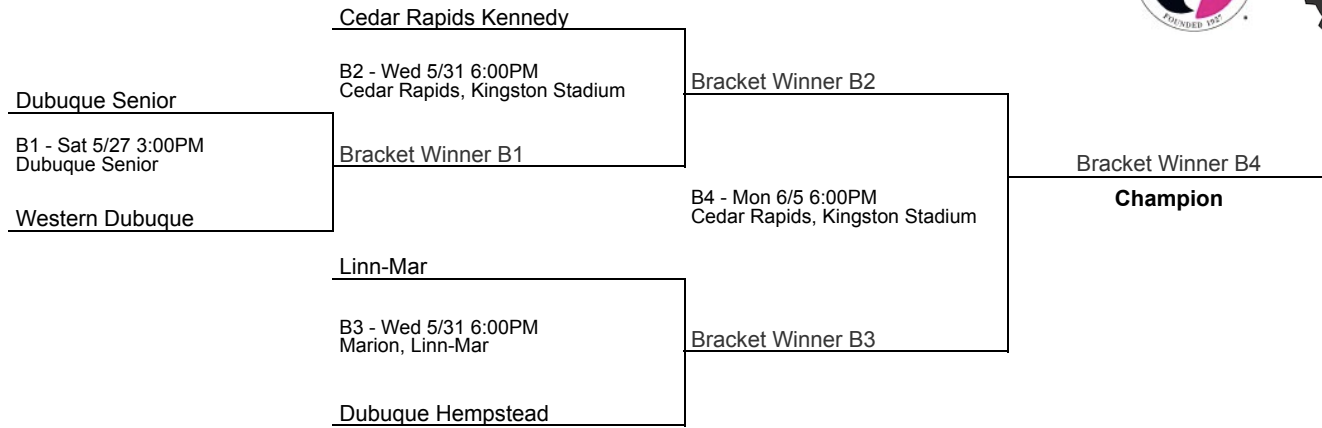 Cedar Rapids Kennedy
FOUNDED 1927
B2 - Wed 5/31 6:00PM
Cedar Rapids, Kingston Stadium
Bracket Winner B2
Dubuque Senior
B1 - Sat 5/27 3:00PM
Dubuque Senior
Bracket Winner B1
Bracket Winner B4
Champion
B4 - Mon 6/5 6:00PM
Cedar Rapids, Kingston Stadium
Western Dubuque
Linn-Mar
B3 - Wed 5/31 6:00PM
Marion, Linn-Mar
Bracket Winner B3
Dubuque Hempstead